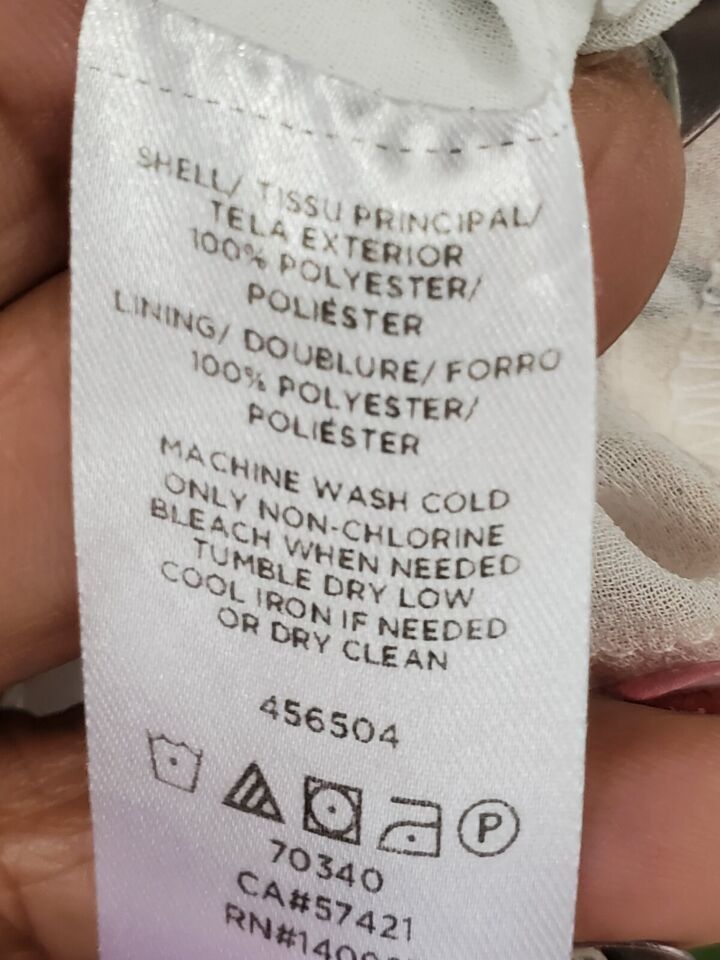 SHELL/ TISSU PRINCIPAL/
TELA EXTERIOR
100% POLYESTER/
POLIÉSTER
LINING/ DOUBLURE/ FORRO
100% POLYESTER/
POLIÉSTER
MACHINE WASH COLD
ONLY NON-CHLORINE
BLEACH WHEN NEEDED
TUMBLE DRY LOW
COOL IRON IF NEEDED
OR DRY CLEAN
456504
P
70340
CA#57421